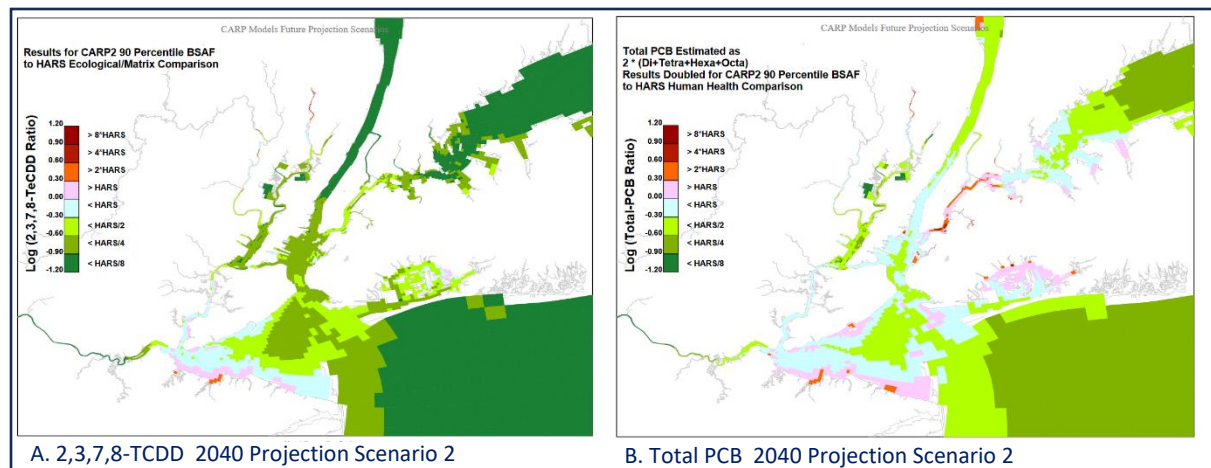 CARP Models Future Projection Scenarios
Results for CARP2 90 Percentile BSAF
to HARS Ecological/Matrix Comparison
Log (2,3,7,8-TeCDD Ratio)
1.20
0.90 > 8*HARS
0.60 > 4*HARS
0.30 > 2*HARS
0.00 > HARS
-0.30 < HARS
-0.60 < HARS/2
-0.90 < HARS/4
-1.20 < HARS/8
A. 2,3,7,8-TCDD 2040 Projection Scenario 2
CARP Models Future Projection Scenarios
Total PCB Estimated as
2 * (Di+Tetra+Hexa+Octa)
Results Doubled for CARP2 90 Percentile BSAF
to HARS Human Health Comparison
Log (Total-PCB Ratio)
1.20
0.90 > 8*HARS
0.60 > 4*HARS
0.30 > 2*HARS
0.00 > HARS
-0.30 < HARS
-0.60 < HARS/2
-0.90 < HARS/4
-1.20 < HARS/8
B. Total PCB 2040 Projection Scenario 2